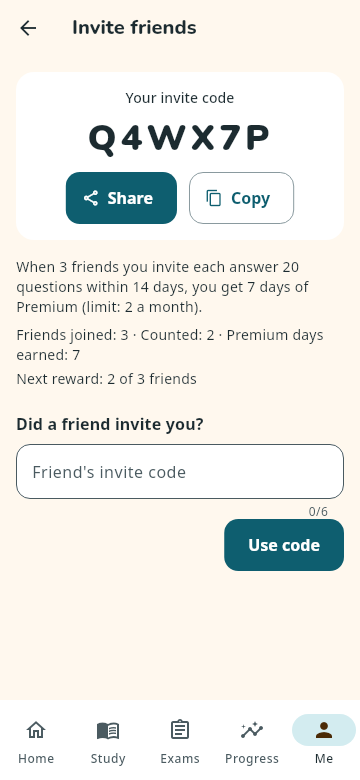 Invite friends
Your invite code
Q4WX7P
Share
Copy
When 3 friends you invite each answer 20
questions within 14 days, you get 7 days of
Premium (limit: 2 a month).
Friends joined: 3 · Counted: 2 · Premium days
earned: 7
Next reward: 2 of 3 friends
Did a friend invite you?
Friend's invite code
0/6
Use code
Home
Study
Exams
Progress
Me